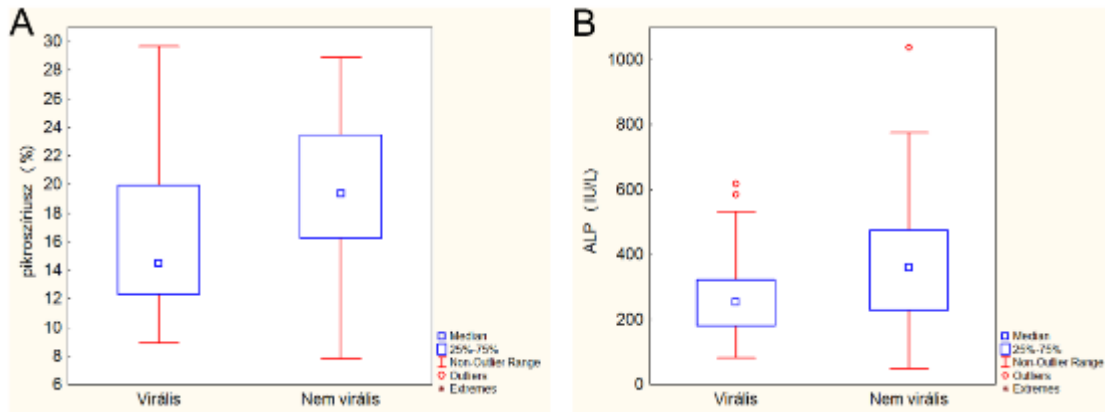 A
pikroszíriusz (%)
30
28
26
24
22
20
18
16
14
12
10
8
6
Virális
Nem virális
Median
25%-75%
Non-Outlier Range
Outliers
Extremes
B
ALP (IU/L)
1000
800
600
400
200
0
Virális
Nem virális
Median
25%-75%
Non-Outlier Range
Outliers
Extremes